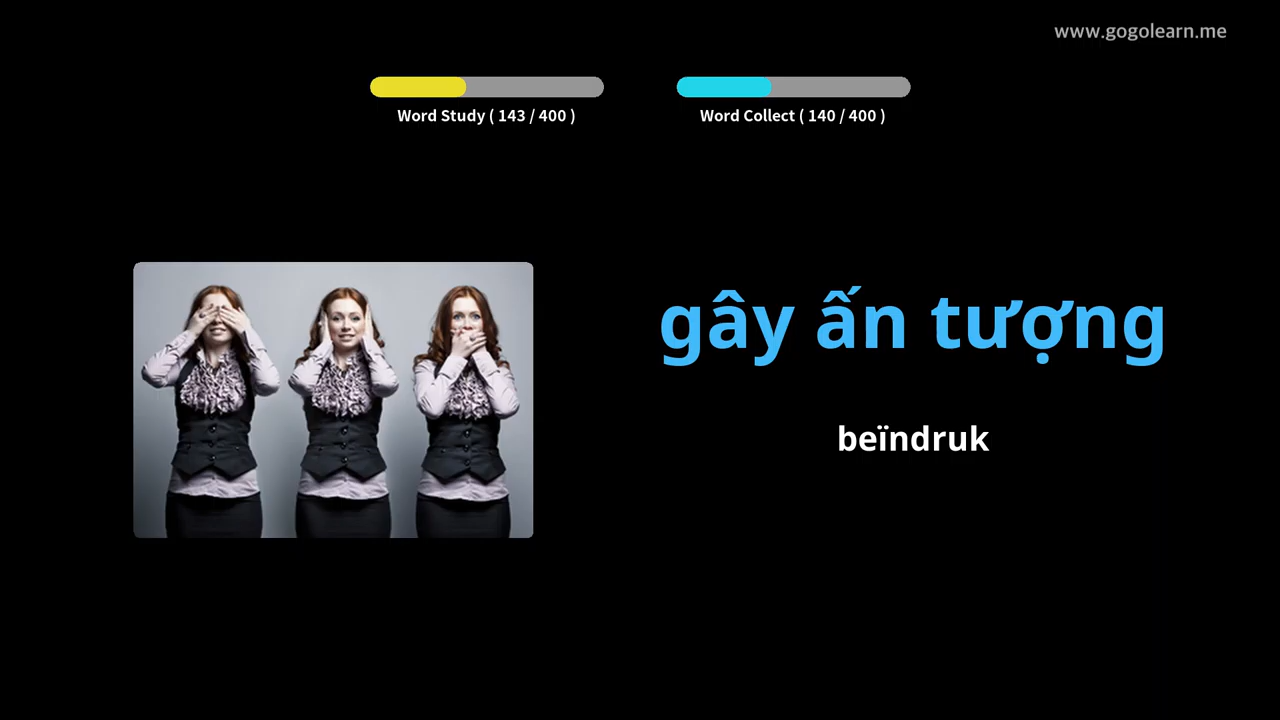 www.gogolearn.me
Word Study ( 143 / 400 )
Word Collect ( 140 / 400 )
gây ấn tượng
beïndruk